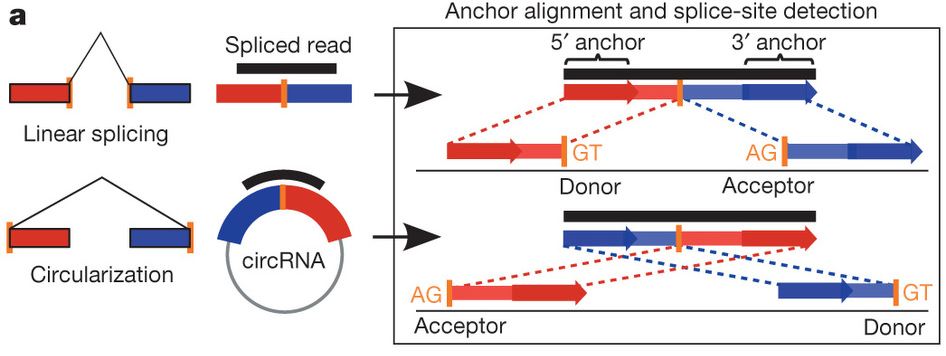 a
Anchor alignment and splice-site detection
Spliced read
5′ anchor
3′ anchor
Linear splicing
GT
AG
Donor
Acceptor
circRNA
Circularization
AG
GT
Acceptor
Donor